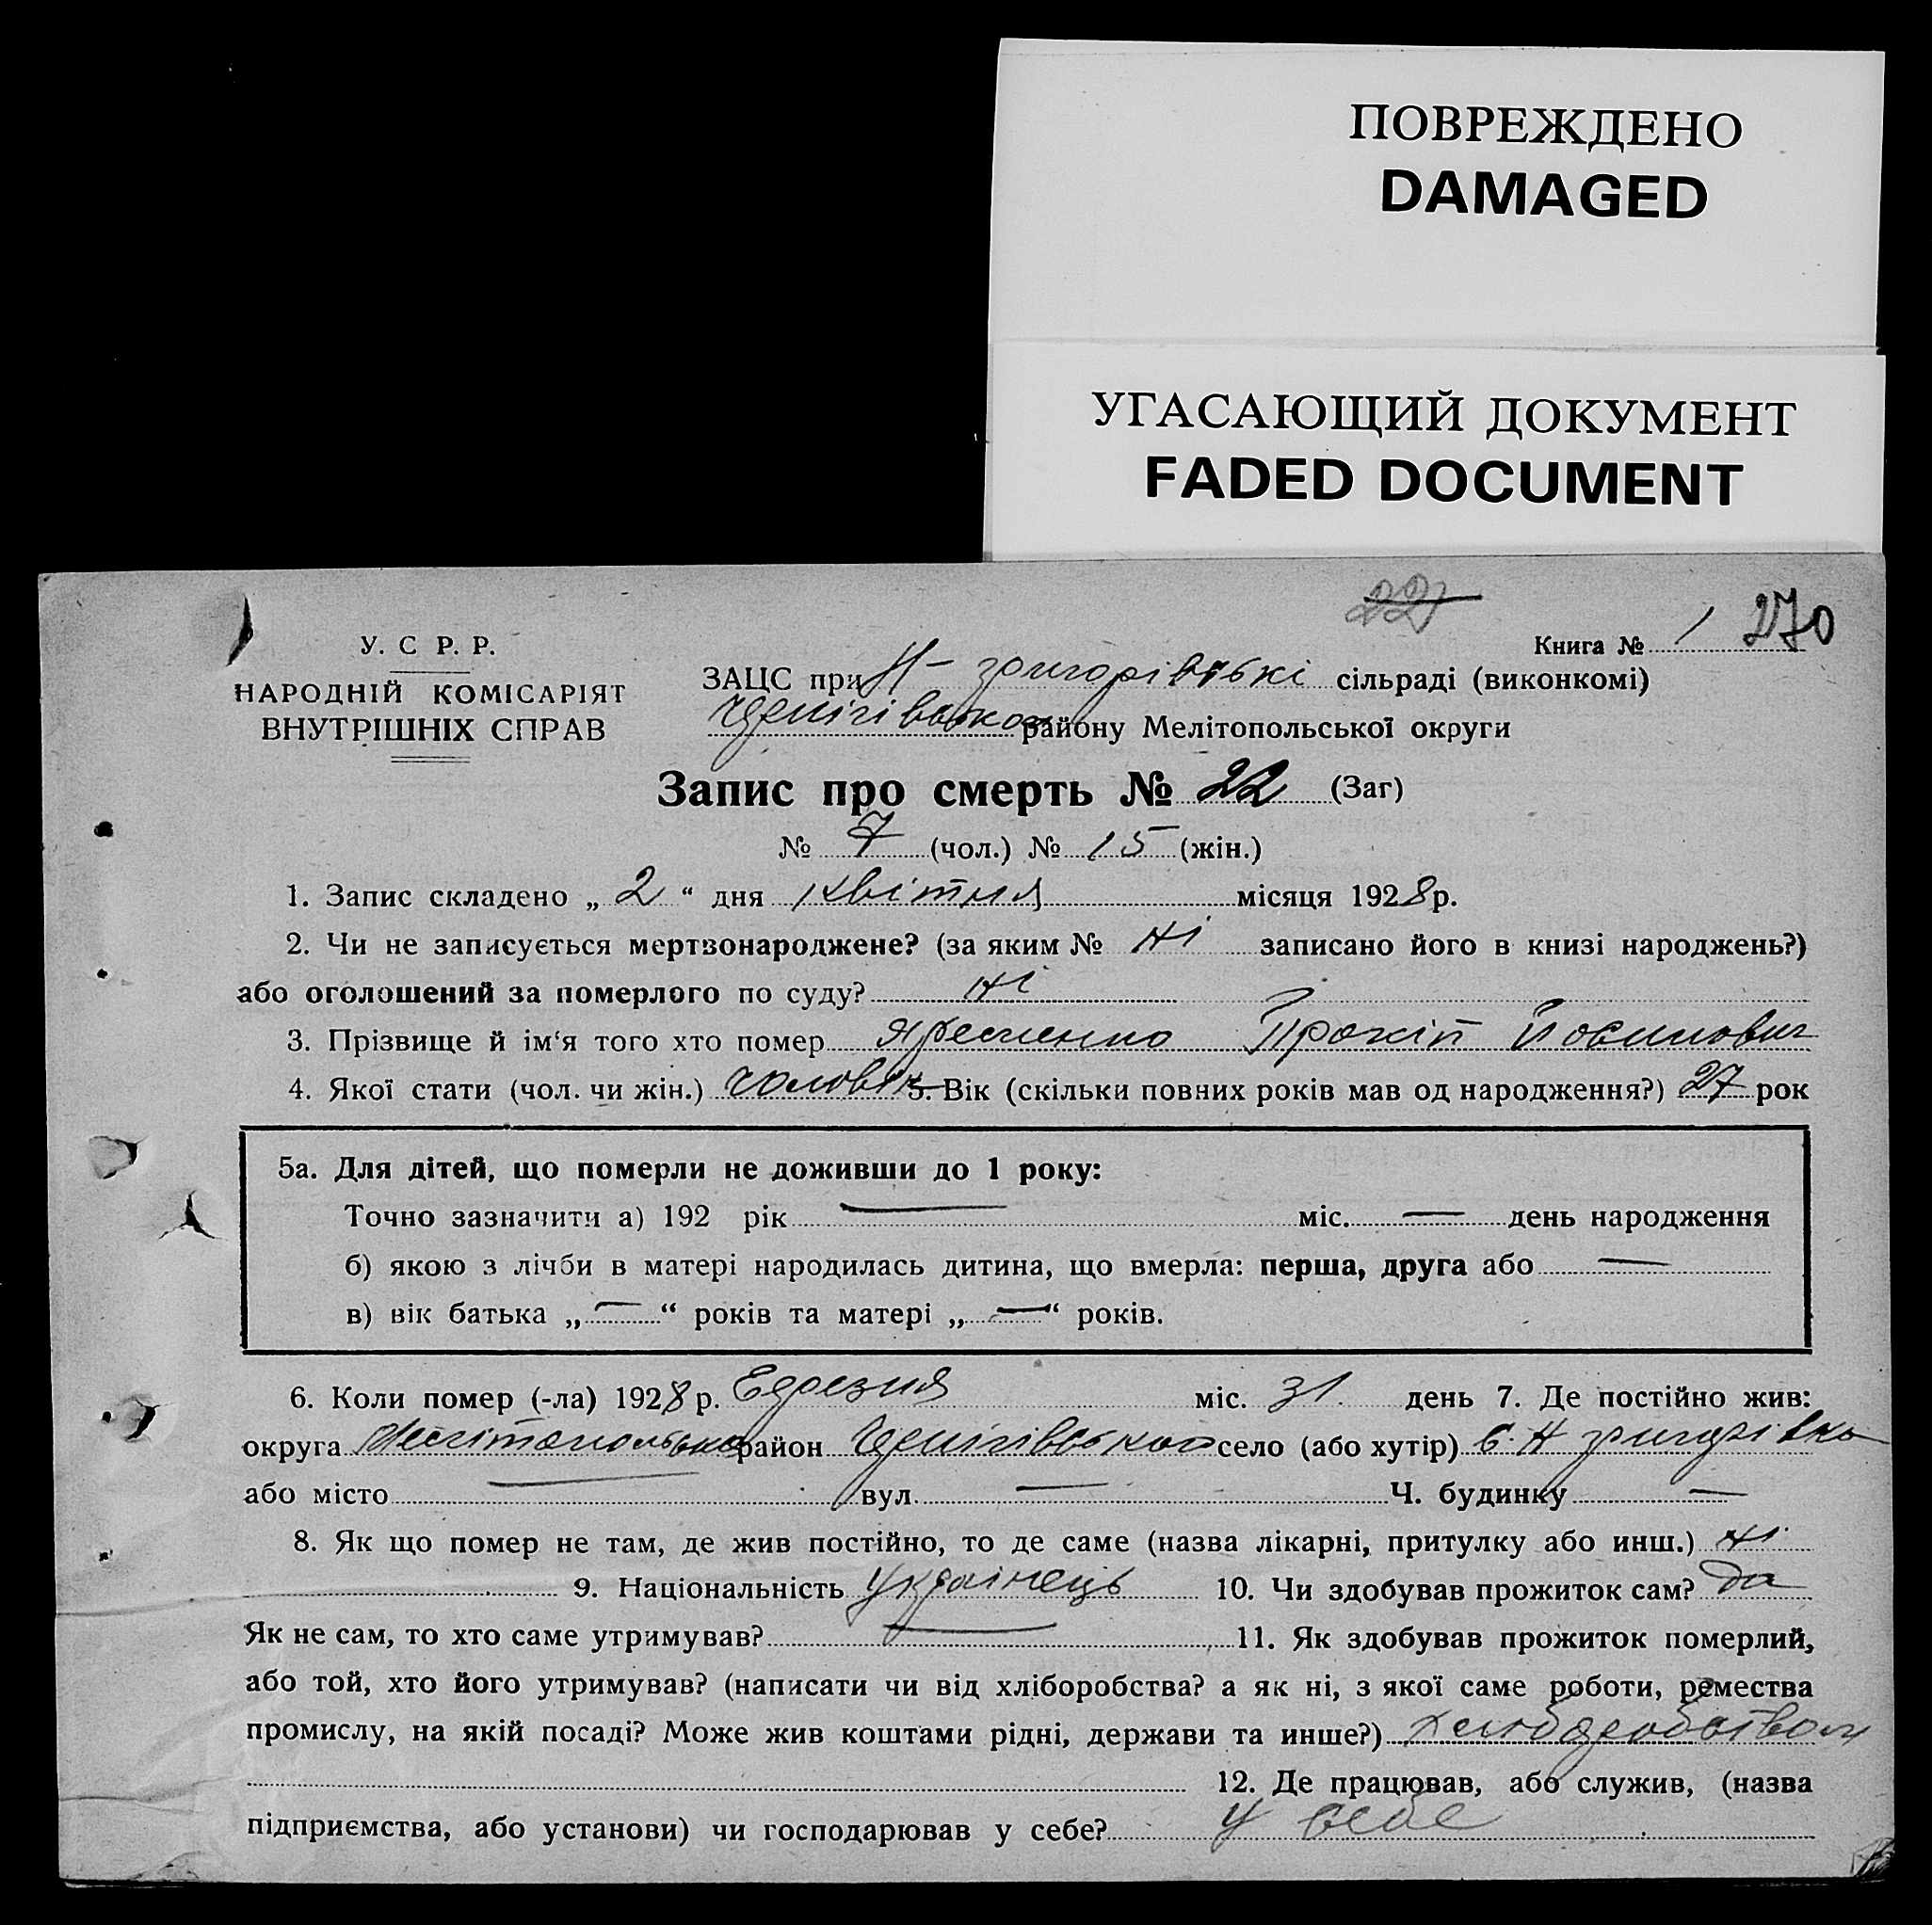 ПОВРЕЖДЕНО
DAMAGED
УГАСАЮЩИЙ ДОКУМЕНТ
FADED DOCUMENT
227
У. С Р. Р.
НАРОДНІЙ КОМІСАРІЯТ
ВНУТРІШНІХ СПРАВ
Книга № 1 270
ЗАЦС при Н-григорівські сільраді (виконкомі)
Чернігівського району Мелітопольської округи
Запис про смерть № 22 (Заг)
№ 7 (чол.) № 15 (жін.)
1. Запис складено „ 2 “ дня квітня місяця 1928 р.
2. Чи не записується мертвонароджене? (за яким № ні записано його в книзі народжень?)
або оголошений за померлого по суду? ні
3. Прізвище й ім‘я того хто помер Прокіп Йосипович
4. Якої стати (чол. чи жін.) чоловік 5. Вік (скільки повних років мав од народження?) 27 рок
5а. Для дітей, що померли не доживши до 1 року:
Точно зазначити а) 192 рік — міс. — день народження
б) якою з лічби в матері народилась дитина, що вмерла: перша, друга або —
в) вік батька „ — “ років та матері „ — “ років.
6. Коли помер (-ла) 1928 р. Березня міс. 31. день 7. Де постійно жив:
округа Мелітопольська район Чернігівського село (або хутір) с. Н григорівка
або місто — вул. — Ч. будинку —
8. Як що помер не там, де жив постійно, то де саме (назва лікарні, притулку або инш.) ні
9. Національність Українець 10. Чи здобував прожиток сам? да
Як не сам, то хто саме утримував? — 11. Як здобував прожиток померлий,
або той, хто його утримував? (написати чи від хліборобства? а як ні, з якої саме роботи, ремества
промислу, на якій посаді? Може жив коштами рідні, держави та инше?) хліборобством
12. Де працював, або служив, (назва
підприємства, або установи) чи господарював у себе? У себе